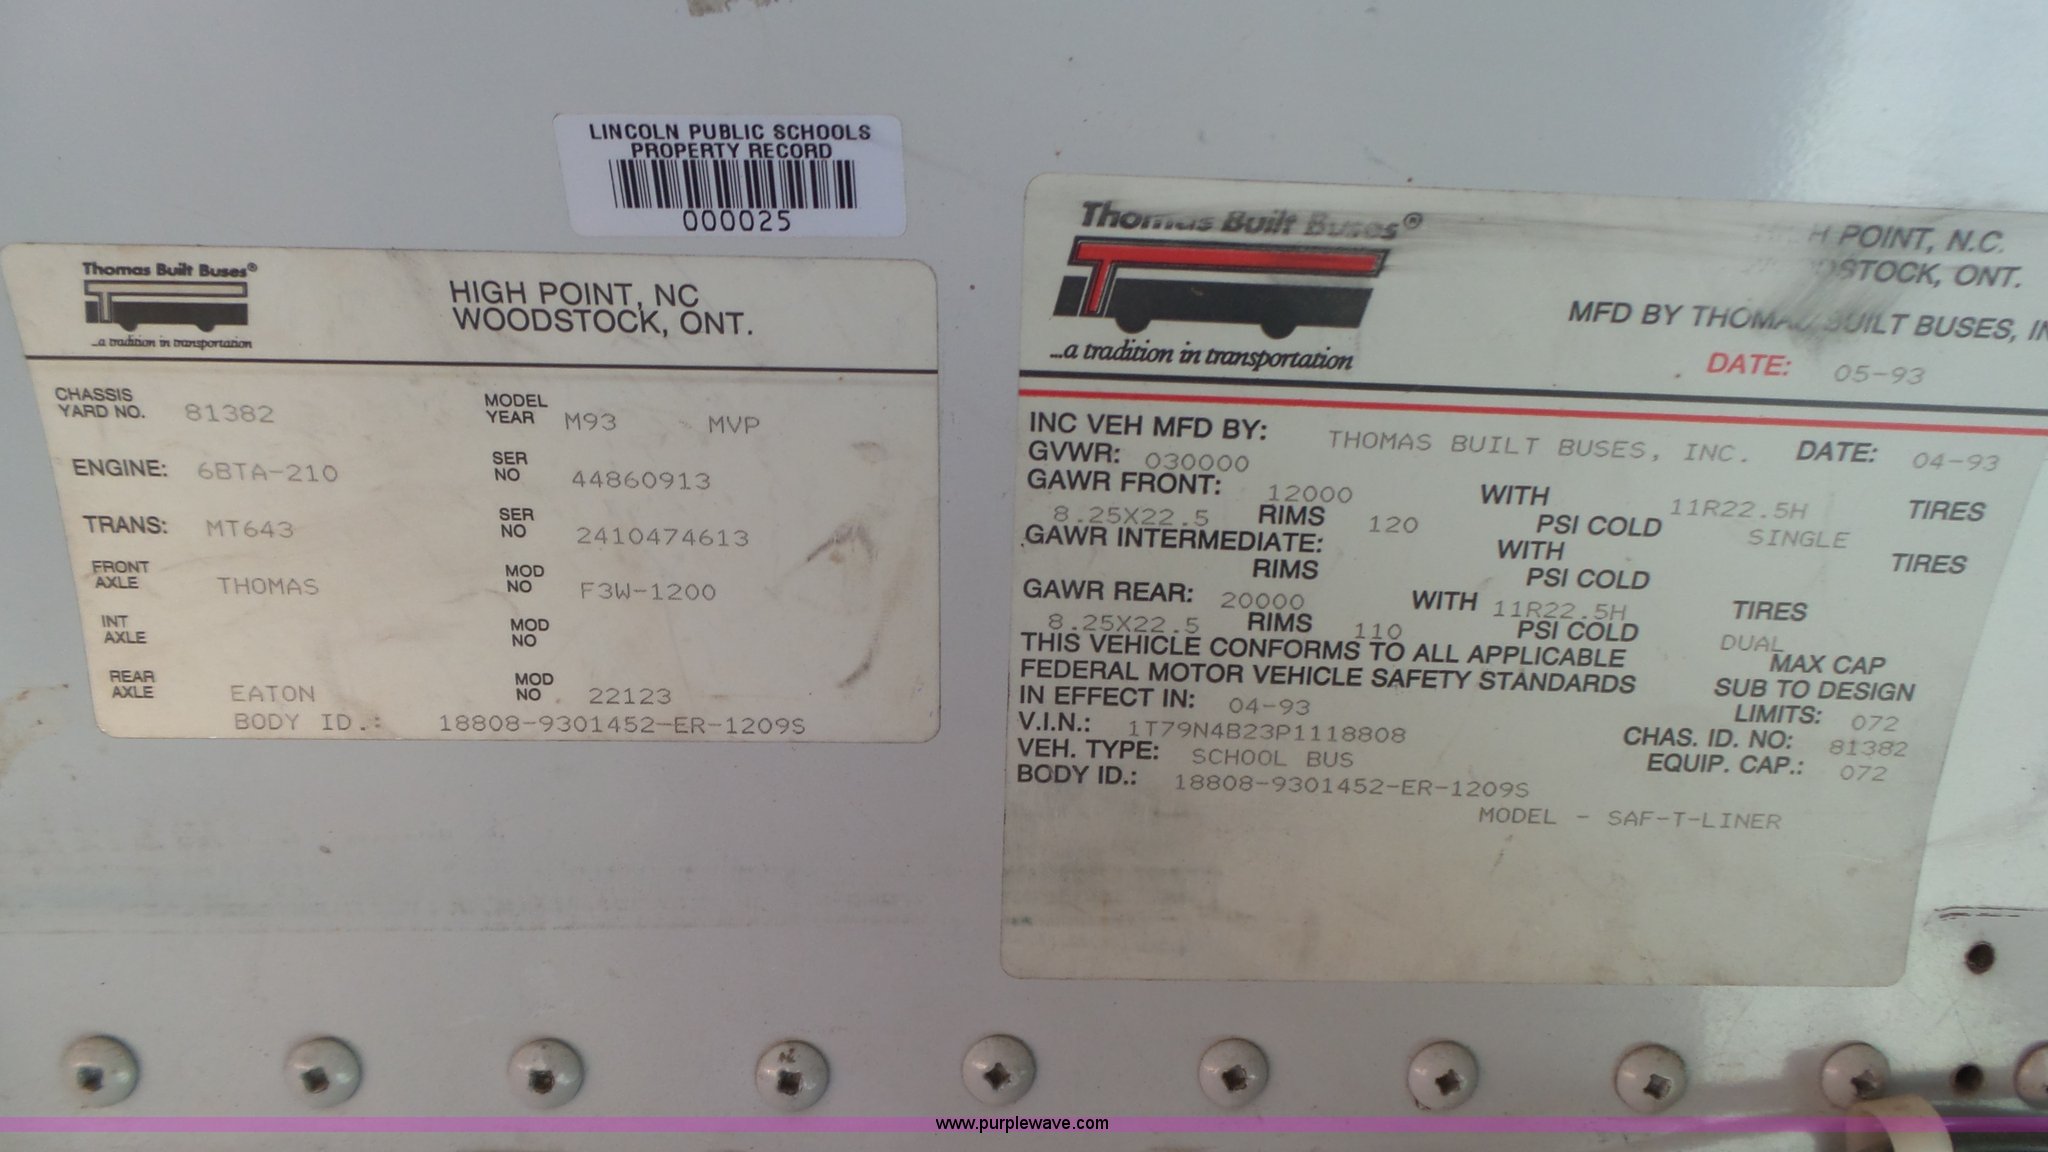 LINCOLN PUBLIC SCHOOLS
PROPERTY RECORD
000025
Thomas Built Buses®
...a tradition in transportation
HIGH POINT, NC
WOODSTOCK, ONT.
CHASSIS YARD NO. 81382 MODEL YEAR M93 MVP
ENGINE: 6BTA-210 SER NO 44860913
TRANS: MT643 SER NO 2410474613
FRONT AXLE THOMAS MOD NO F3W-1200
INT AXLE MOD NO
REAR AXLE EATON MOD NO 22123
BODY ID.: 18808-9301452-ER-1209S
Thomas Built Buses®
...a tradition in transportation
POINT, N.C.
ONT.
MFD BY THOMAS BUILT BUSES,
DATE: 05-93
INC VEH MFD BY: THOMAS BUILT BUSES, INC. DATE: 04-93
GVWR: 030000
GAWR FRONT: 12000 WITH 11R22.5H TIRES
8.25X22.5 RIMS 120 PSI COLD SINGLE
GAWR INTERMEDIATE: WITH TIRES
RIMS PSI COLD
GAWR REAR: 20000 WITH 11R22.5H TIRES
8.25X22.5 RIMS 110 PSI COLD DUAL
THIS VEHICLE CONFORMS TO ALL APPLICABLE MAX CAP
FEDERAL MOTOR VEHICLE SAFETY STANDARDS SUB TO DESIGN
IN EFFECT IN: 04-93 LIMITS: 072
V.I.N.: 1T79N4B23P1118808 CHAS. ID. NO: 81382
VEH. TYPE: SCHOOL BUS EQUIP. CAP.: 072
BODY ID.: 18808-9301452-ER-1209S
MODEL - SAF-T-LINER
www.purplewave.com